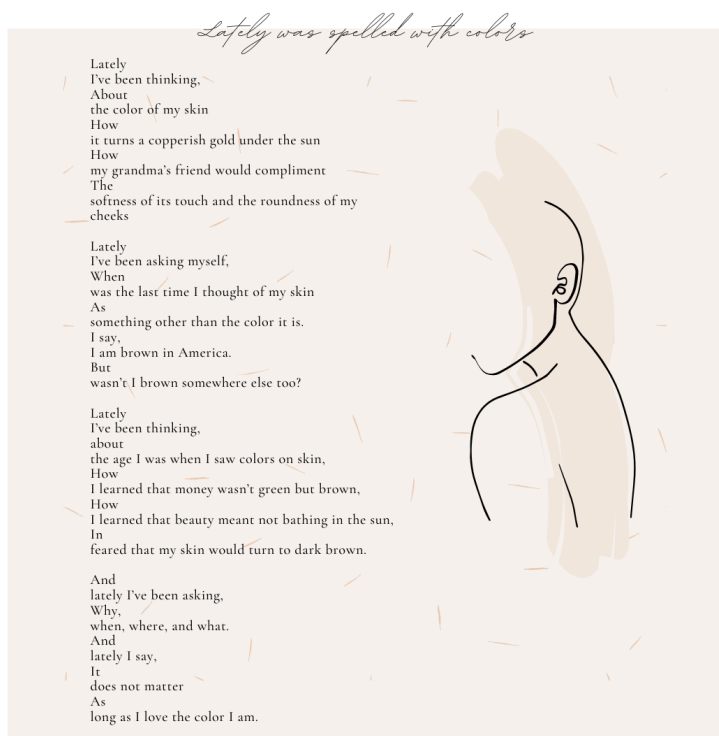 Lately was spelled with colors
Lately
I've been thinking,
About
the color of my skin
How
it turns a copperish gold under the sun
How
my grandma's friend would compliment
The
softness of its touch and the roundness of my
cheeks
Lately
I've been asking myself,
When
was the last time I thought of my skin
As
something other than the color it is.
I say,
I am brown in America.
But
wasn't I brown somewhere else too?
Lately
I've been thinking,
about
the age I was when I saw colors on skin,
How
I learned that money wasn't green but brown,
How
I learned that beauty meant not bathing in the sun,
In
feared that my skin would turn to dark brown.
And
lately I've been asking,
Why,
when, where, and what.
And
lately I say,
It
does not matter
As
long as I love the color I am.